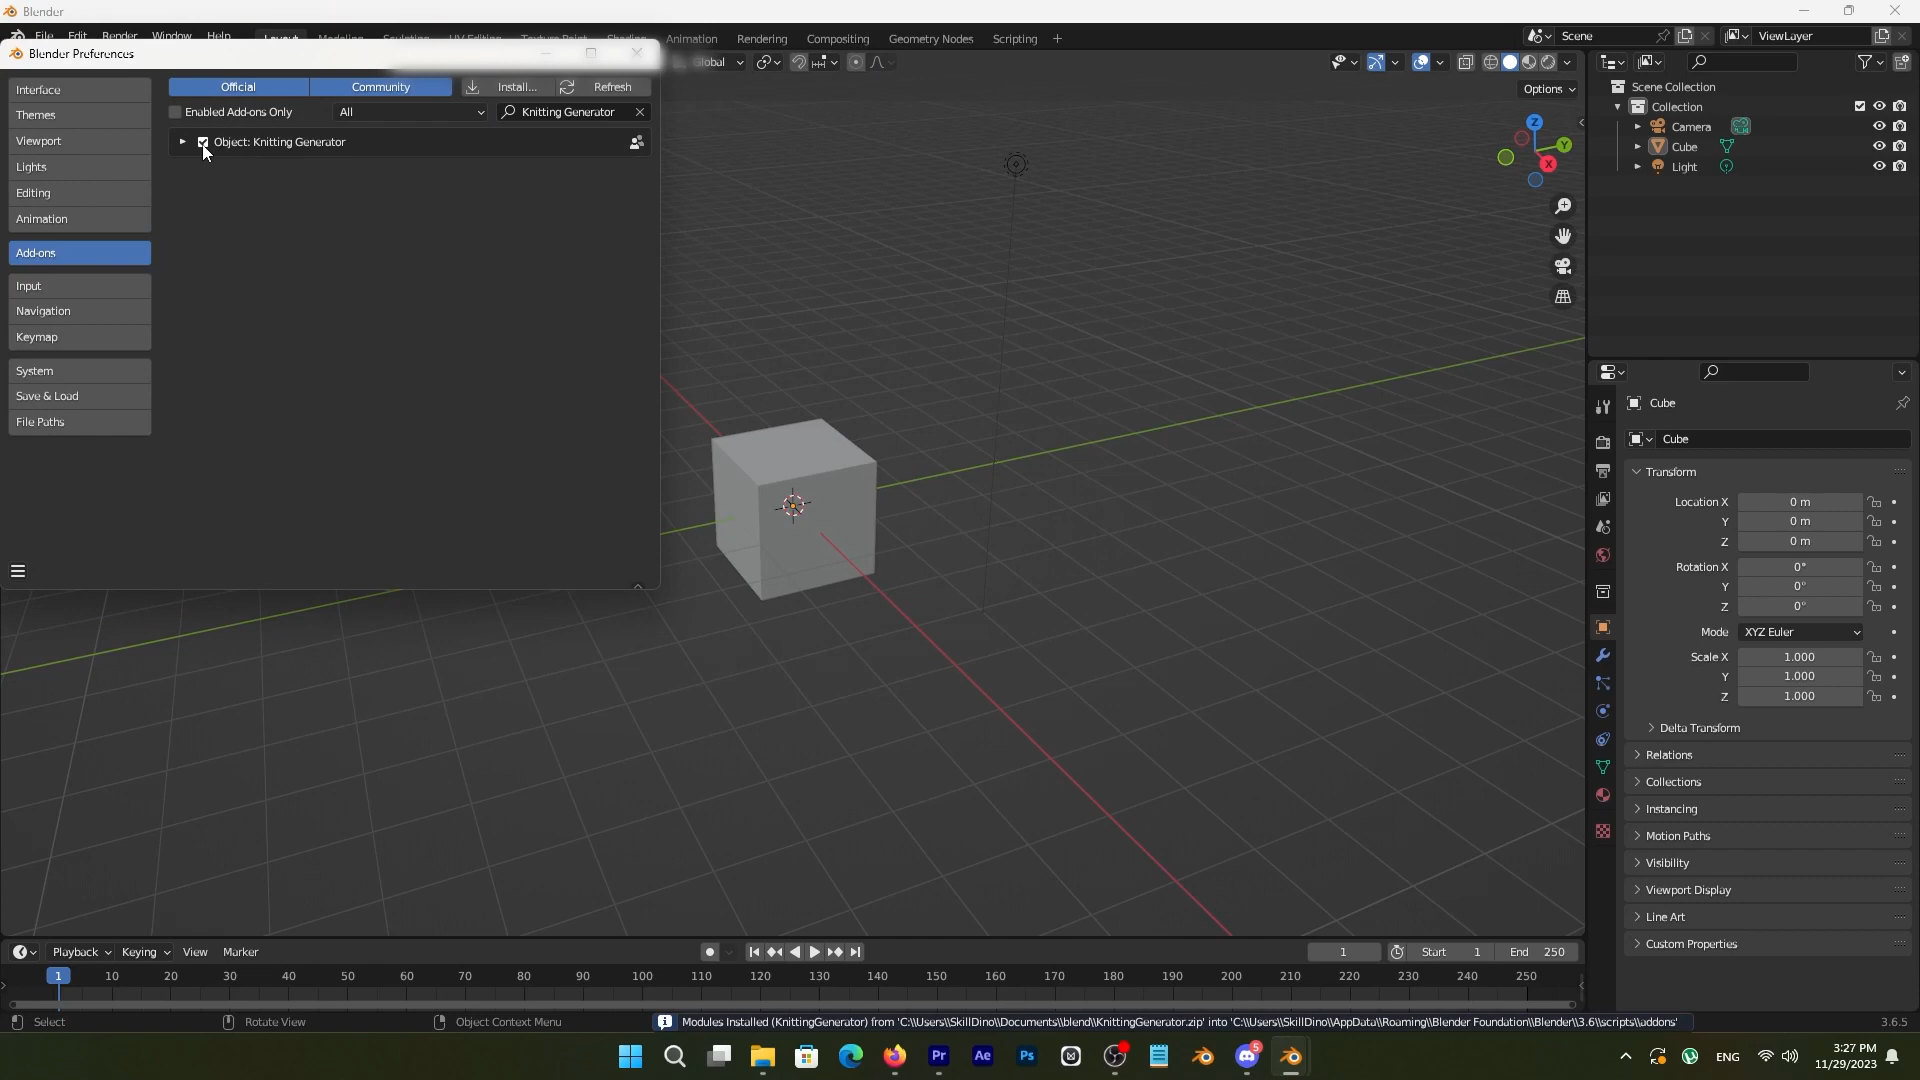 Blender
File Edit Render Window Help Layout Modeling Sculpting UV Editing Texture Paint Shading Animation Rendering Compositing Geometry Nodes Scripting + Scene ViewLayer
Blender Preferences
Global
Options
Interface
Themes
Viewport
Lights
Editing
Animation
Add-ons
Input
Navigation
Keymap
System
Save & Load
File Paths
Official Community Install... Refresh
Enabled Add-ons Only All Knitting Generator
Object: Knitting Generator
Z
Y
X
Scene Collection
Collection
Camera
Cube
Light
Cube
Cube
Transform
Location X 0 m
Y 0 m
Z 0 m
Rotation X 0°
Y 0°
Z 0°
Mode XYZ Euler
Scale X 1.000
Y 1.000
Z 1.000
Delta Transform
Relations
Collections
Instancing
Motion Paths
Visibility
Viewport Display
Line Art
Custom Properties
Playback Keying View Marker 1 Start 1 End 250
1 10 20 30 40 50 60 70 80 90 100 110 120 130 140 150 160 170 180 190 200 210 220 230 240 250
Select Rotate View Object Context Menu Modules Installed (KnittingGenerator) from 'C:\\Users\\SkillDino\\Documents\\blend\\KnittingGenerator.zip' into 'C:\\Users\\SkillDino\\AppData\\Roaming\\Blender Foundation\\Blender\\3.6\\scripts\\addons' 3.6.5
Pr Ae Ps 5 ENG 3:27 PM
11/29/2023